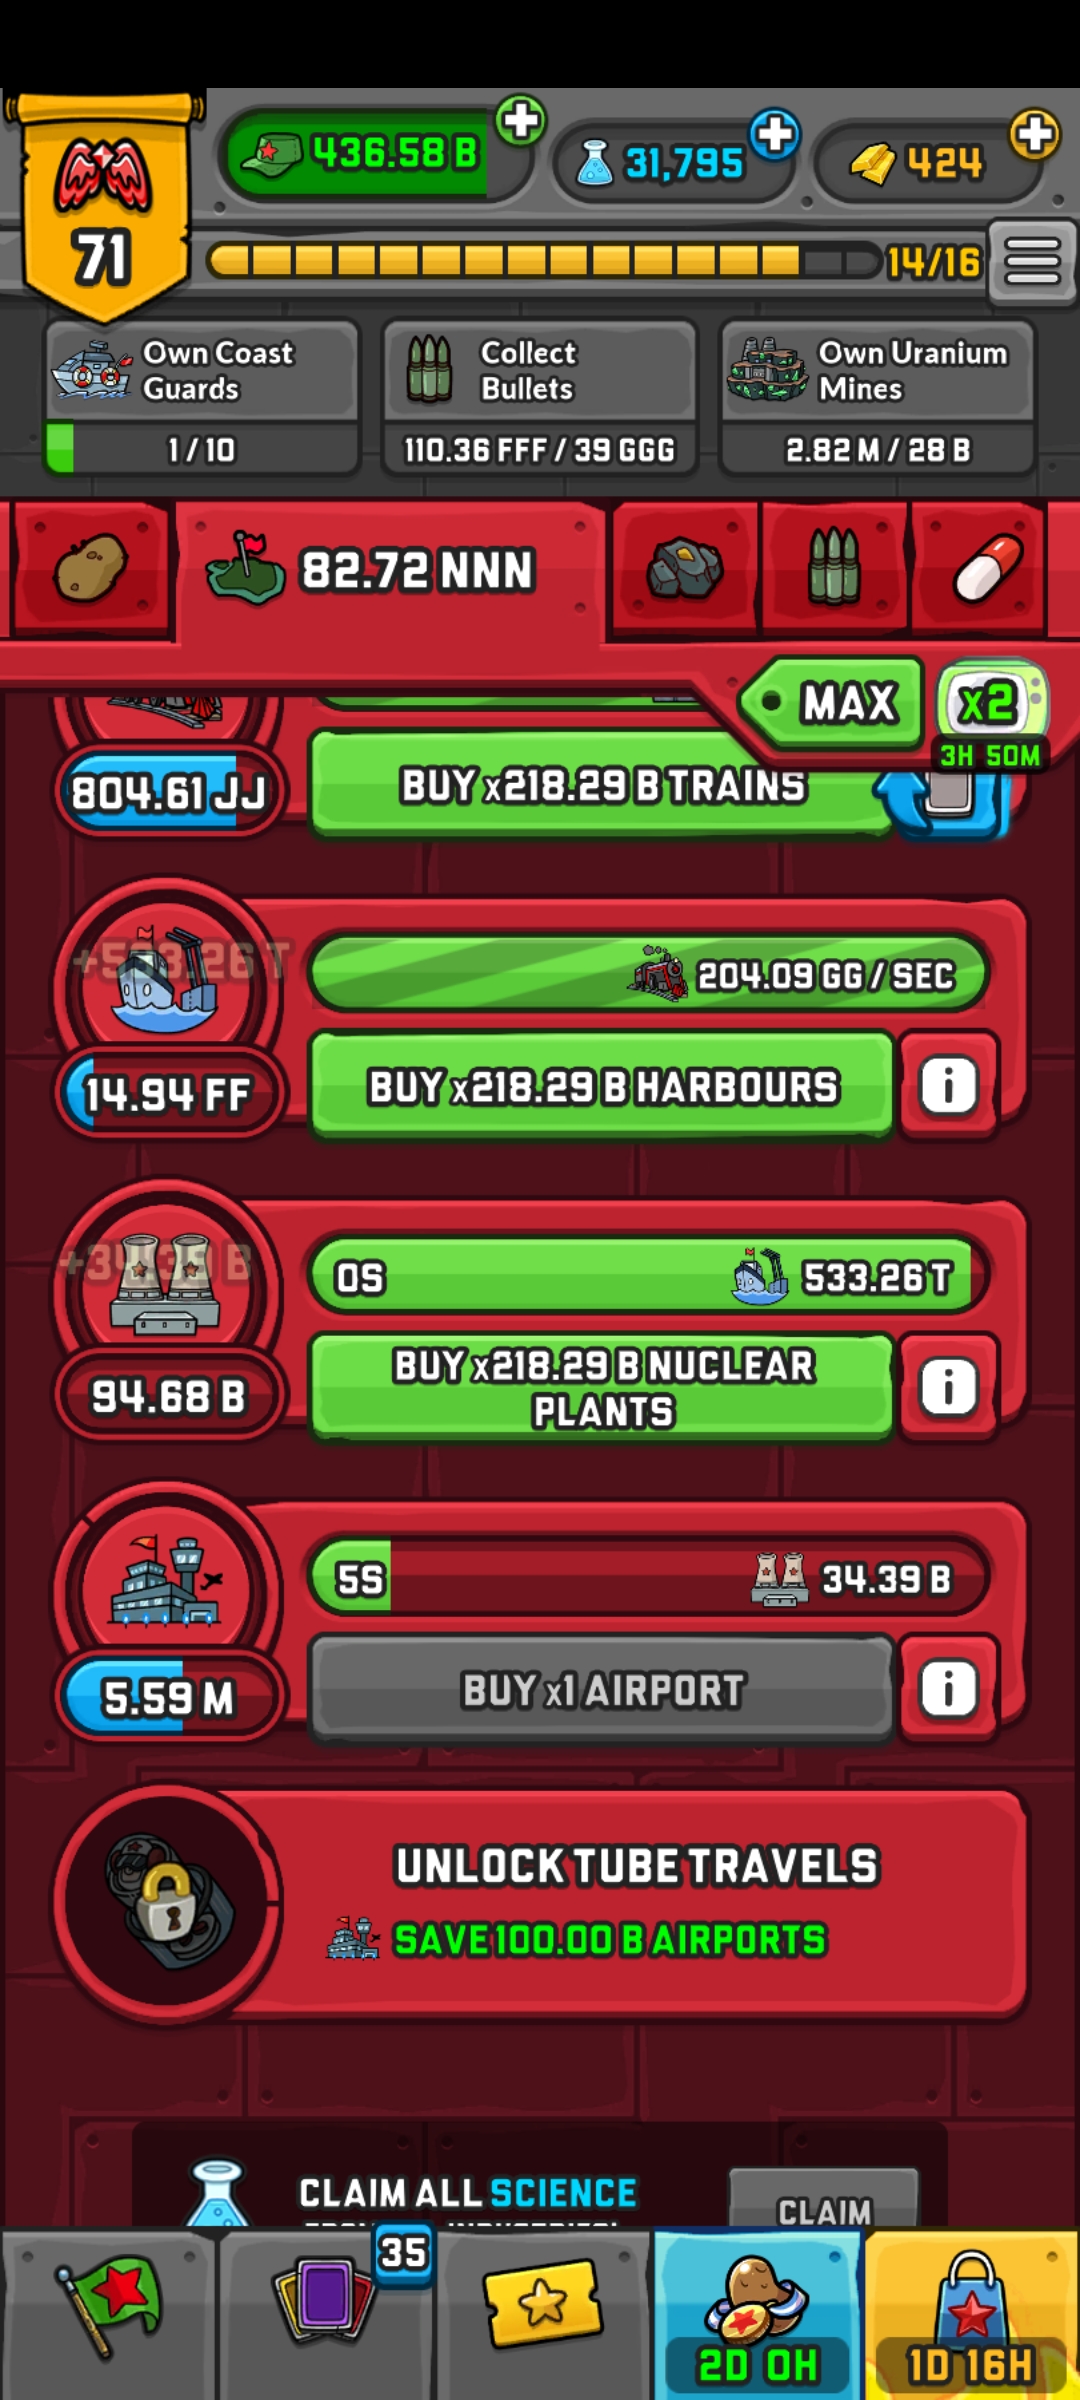 71
436.58 B
31,795
424
14/16
Own Coast
Guards
1 / 10
Collect
Bullets
110.36 FFF / 39 GGG
Own Uranium
Mines
2.82 M / 28 B
82.72 NNN
MAX
x2
3H 50M
804.61 JJ
BUY x218.29 B TRAINS
+533.26 T
204.09 GG / SEC
14.94 FF
BUY x218.29 B HARBOURS
+34.39 B
0S
533.26 T
94.68 B
BUY x218.29 B NUCLEAR
PLANTS
5S
34.39 B
5.59 M
BUY x1 AIRPORT
UNLOCK TUBE TRAVELS
SAVE 100.00 B AIRPORTS
CLAIM ALL SCIENCE
CLAIM
35
2D 0H
1D 16H